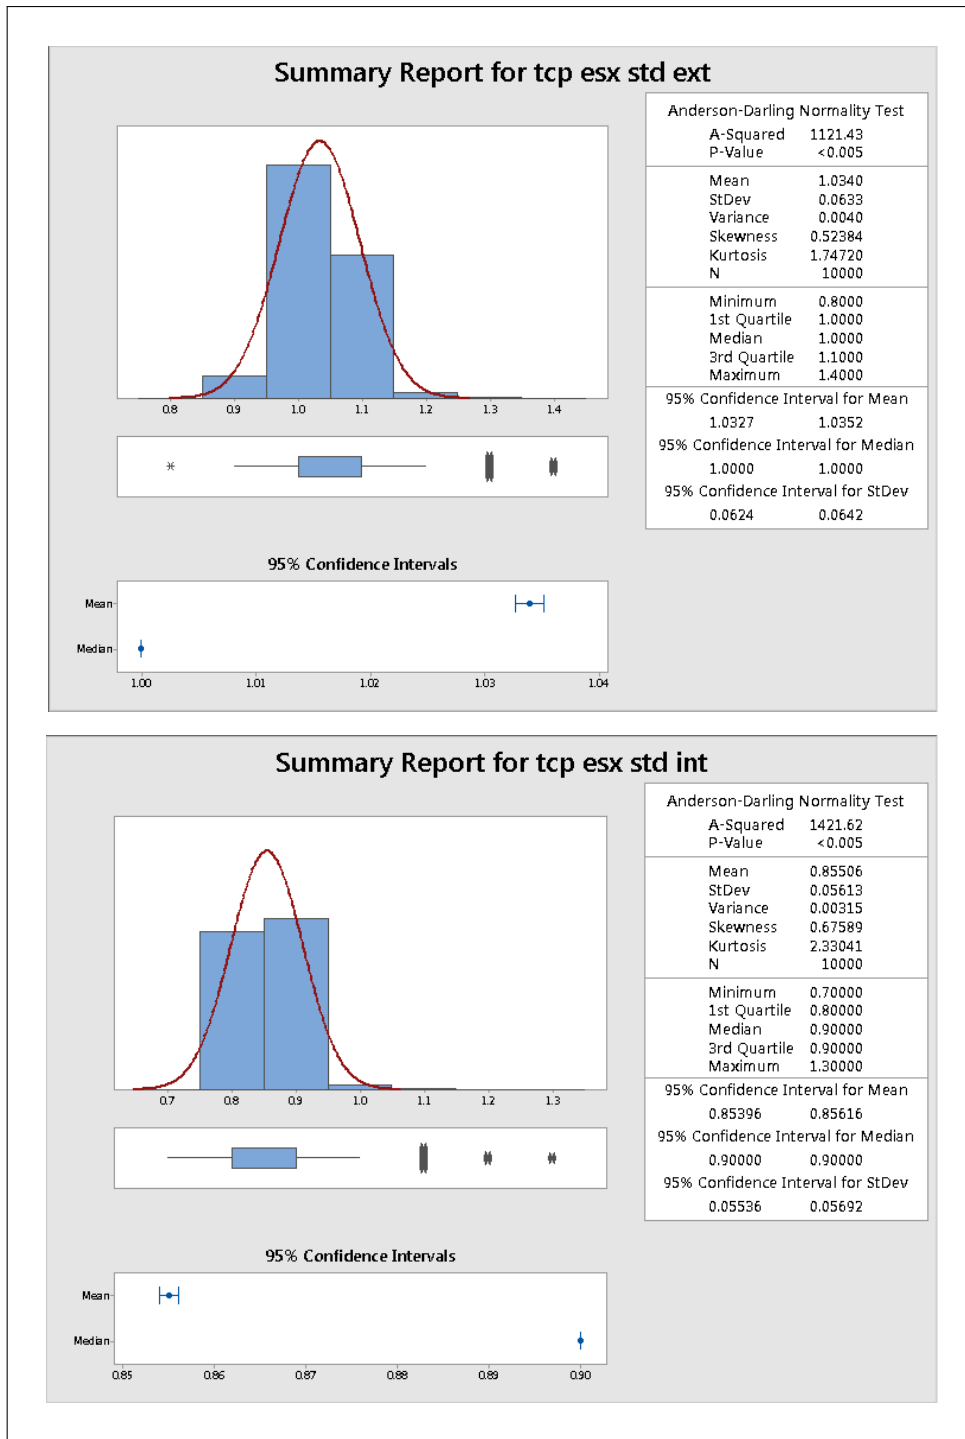 Summary Report for tcp esx std ext
Anderson-Darling Normality Test
A-Squared 1121.43
P-Value <0.005
Mean 1.0340
StDev 0.0633
Variance 0.0040
Skewness 0.52384
Kurtosis 1.74720
N 10000
Minimum 0.8000
1st Quartile 1.0000
Median 1.0000
3rd Quartile 1.1000
Maximum 1.4000
95% Confidence Interval for Mean
1.0327 1.0352
95% Confidence Interval for Median
1.0000 1.0000
95% Confidence Interval for StDev
0.0624 0.0642
0.8 0.9 1.0 1.1 1.2 1.3 1.4
95% Confidence Intervals
Mean
Median
1.00 1.01 1.02 1.03 1.04
Summary Report for tcp esx std int
Anderson-Darling Normality Test
A-Squared 1421.62
P-Value <0.005
Mean 0.85506
StDev 0.05613
Variance 0.00315
Skewness 0.67589
Kurtosis 2.33041
N 10000
Minimum 0.70000
1st Quartile 0.80000
Median 0.90000
3rd Quartile 0.90000
Maximum 1.30000
95% Confidence Interval for Mean
0.85396 0.85616
95% Confidence Interval for Median
0.90000 0.90000
95% Confidence Interval for StDev
0.05536 0.05692
0.7 0.8 0.9 1.0 1.1 1.2 1.3
95% Confidence Intervals
Mean
Median
0.85 0.86 0.87 0.88 0.89 0.90